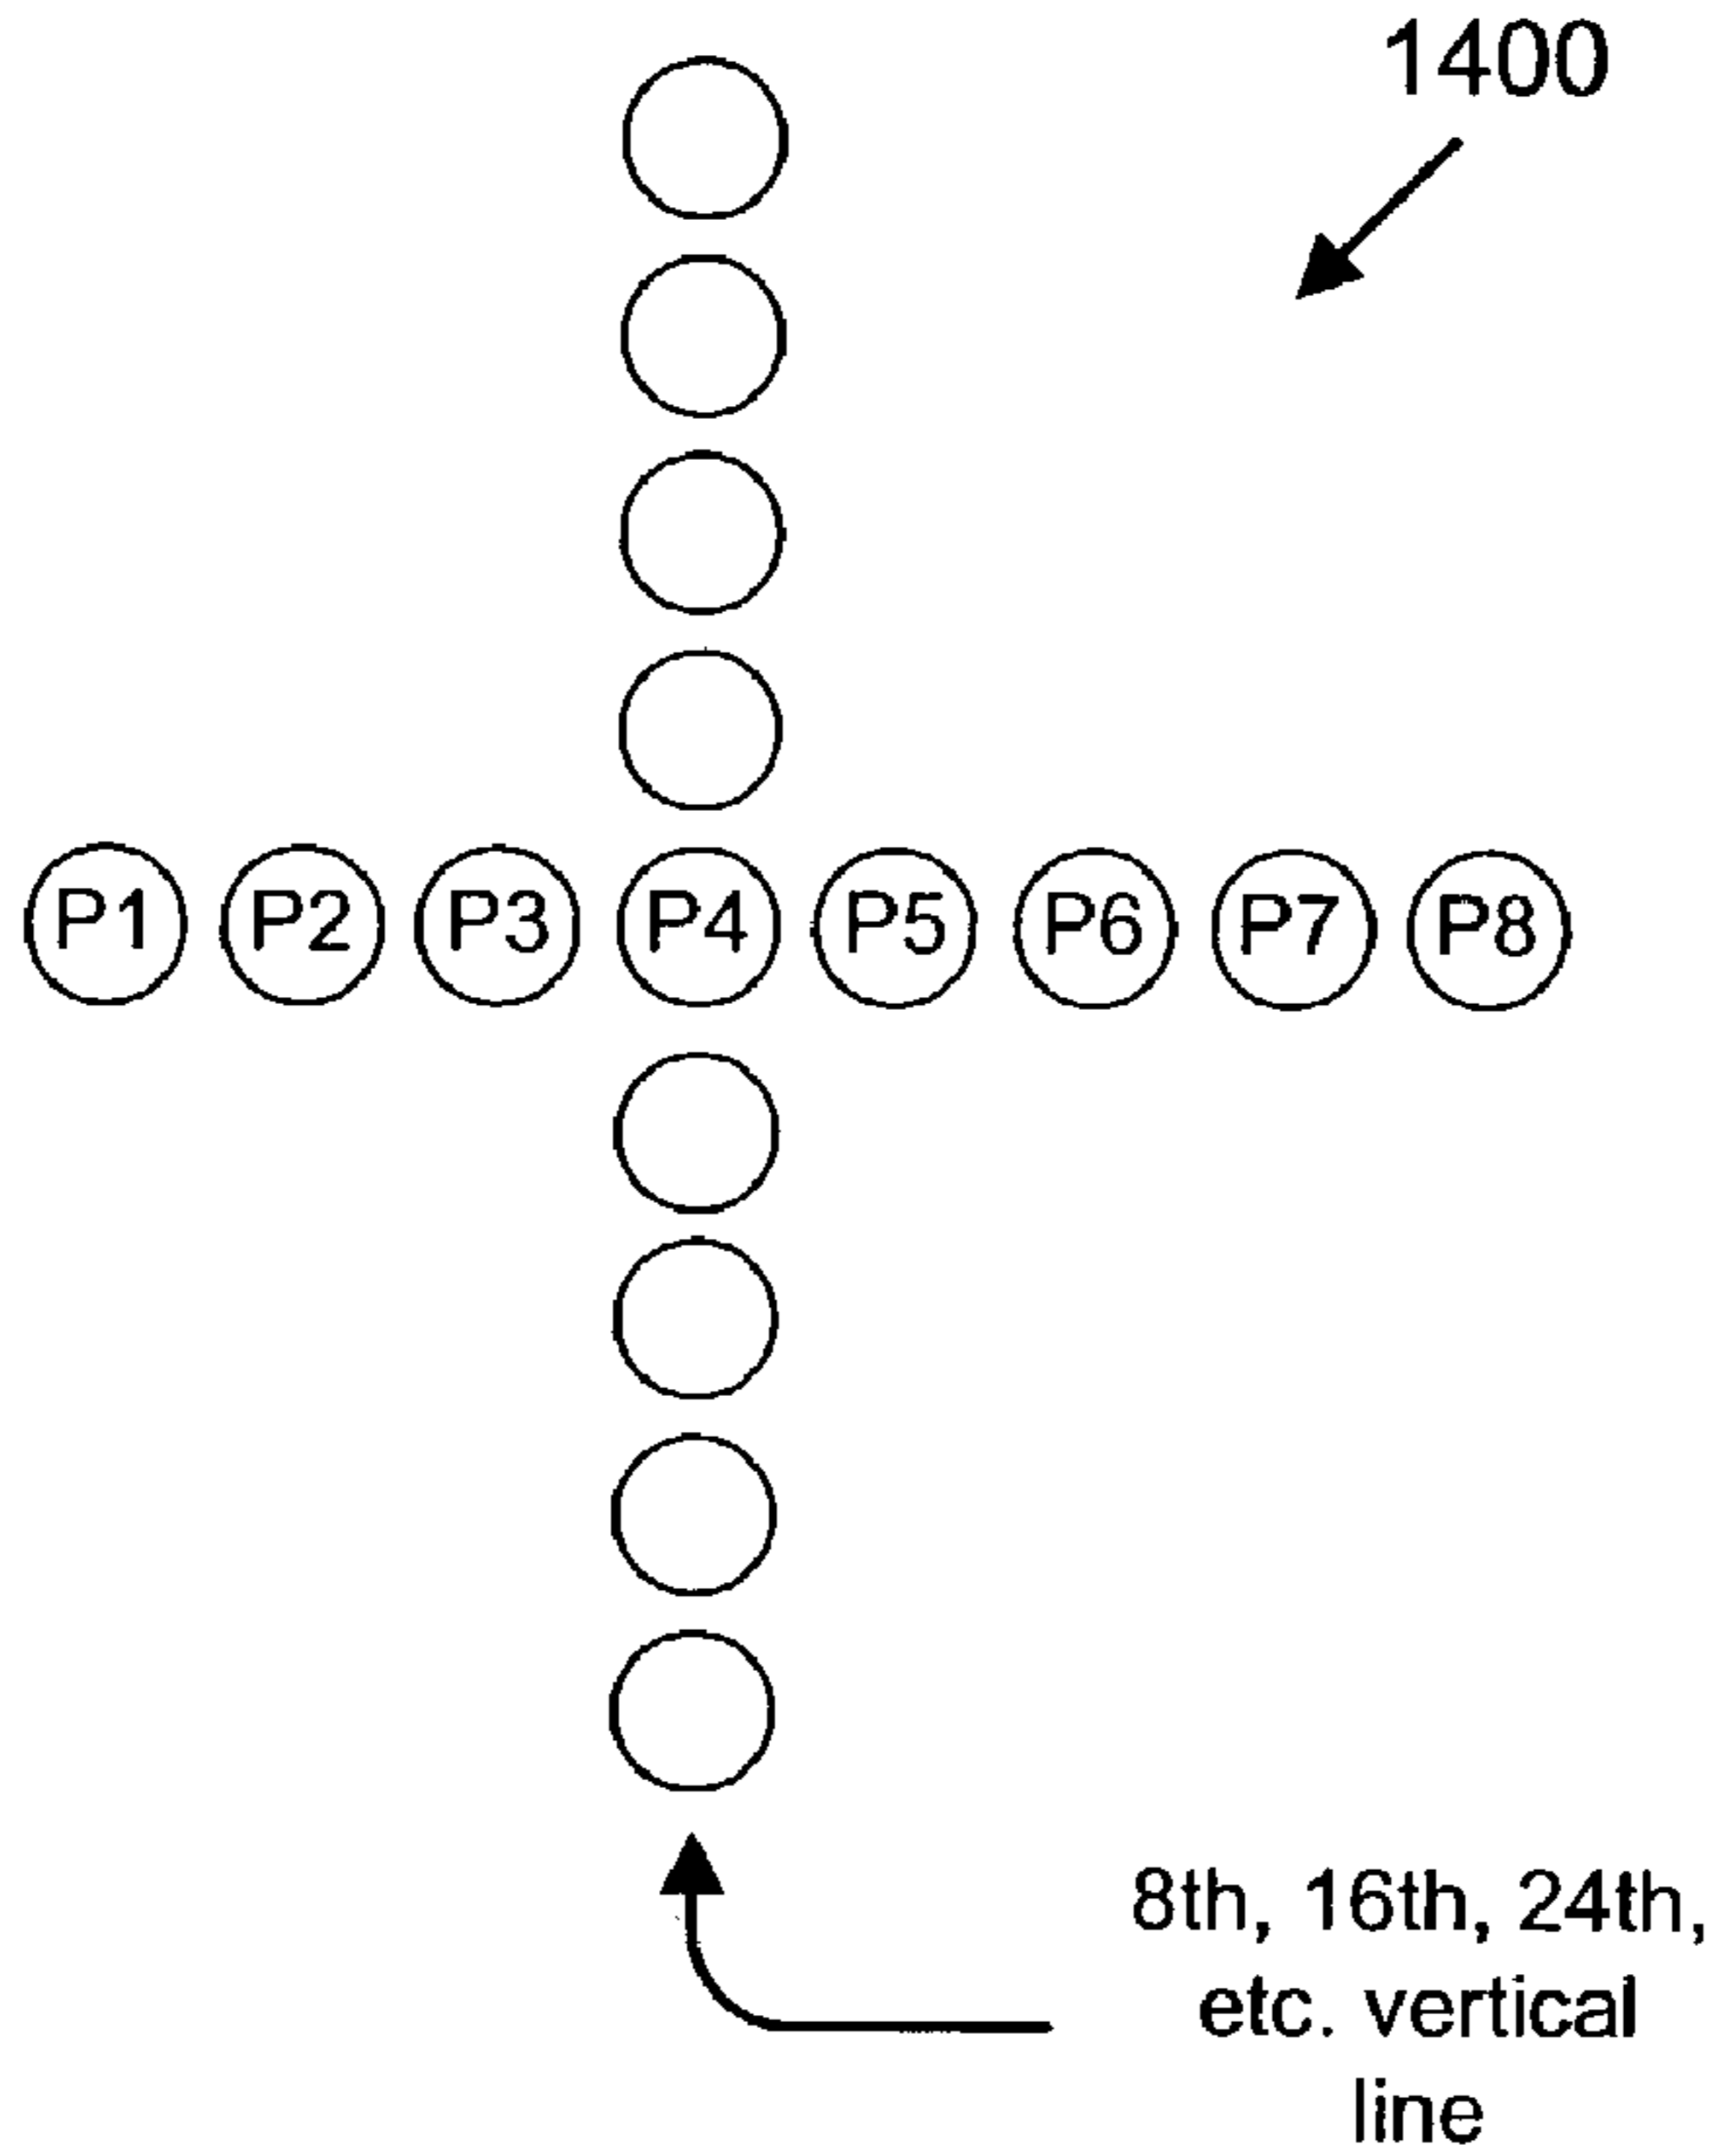 1400
P1 P2 P3 P4 P5 P6 P7 P8
8th, 16th, 24th,
etc. vertical
line